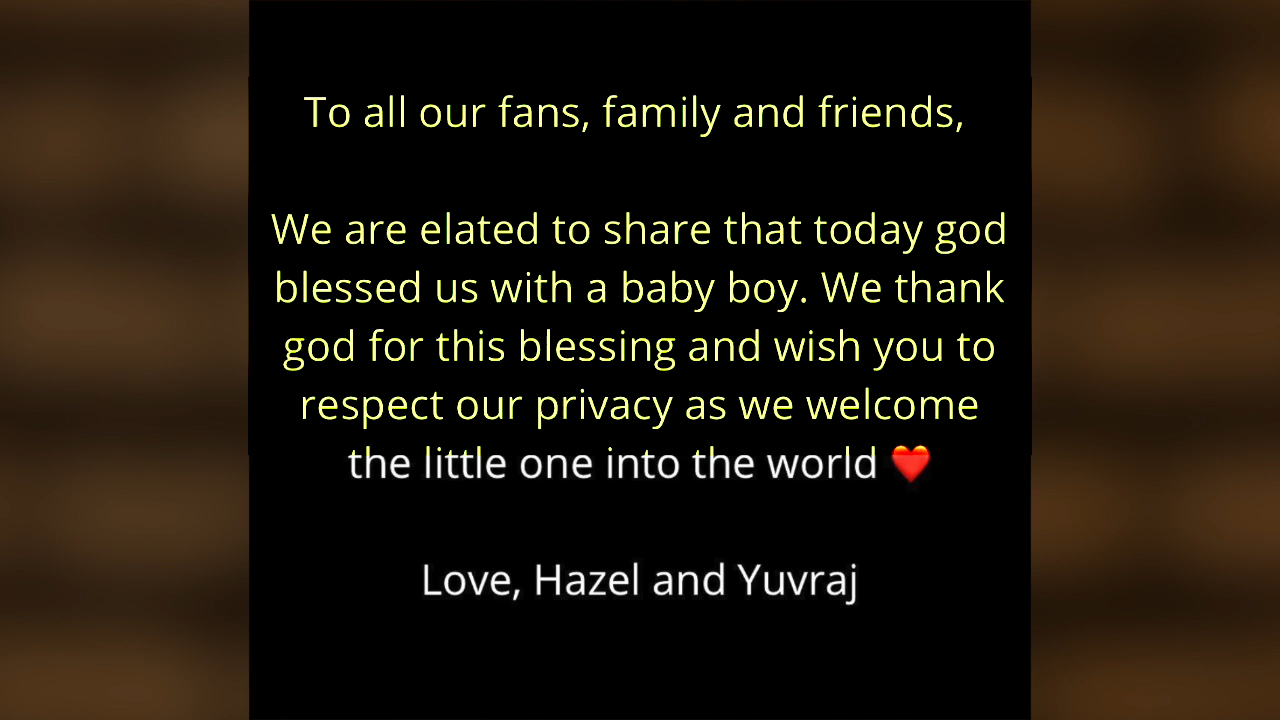 To all our fans, family and friends,
We are elated to share that today god
blessed us with a baby boy. We thank
god for this blessing and wish you to
respect our privacy as we welcome
the little one into the world ❤️
Love, Hazel and Yuvraj